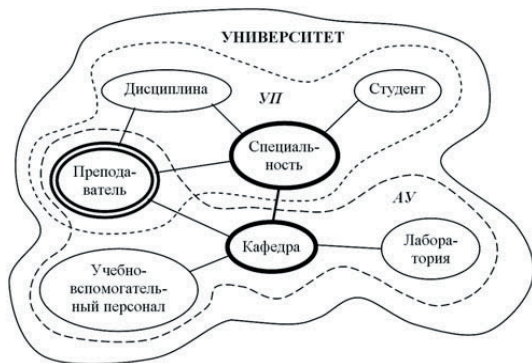 УНИВЕРСИТЕТ
Дисциплина
УП
Студент
Специаль-
ность
Препода-
ватель
АУ
Кафедра
Лабора-
тория
Учебно-
вспомогатель-
ный персонал